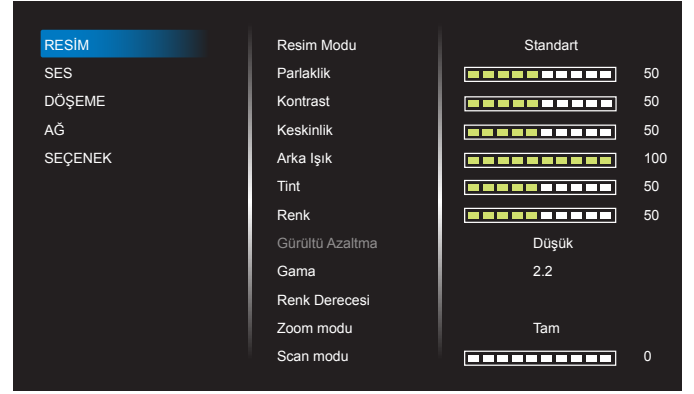 RESİM
SES
DÖŞEME
AĞ
SEÇENEK
Resim Modu Standart
Parlaklik 50
Kontrast 50
Keskinlik 50
Arka Işık 100
Tint 50
Renk 50
Gürültü Azaltma Düşük
Gama 2.2
Renk Derecesi
Zoom modu Tam
Scan modu 0